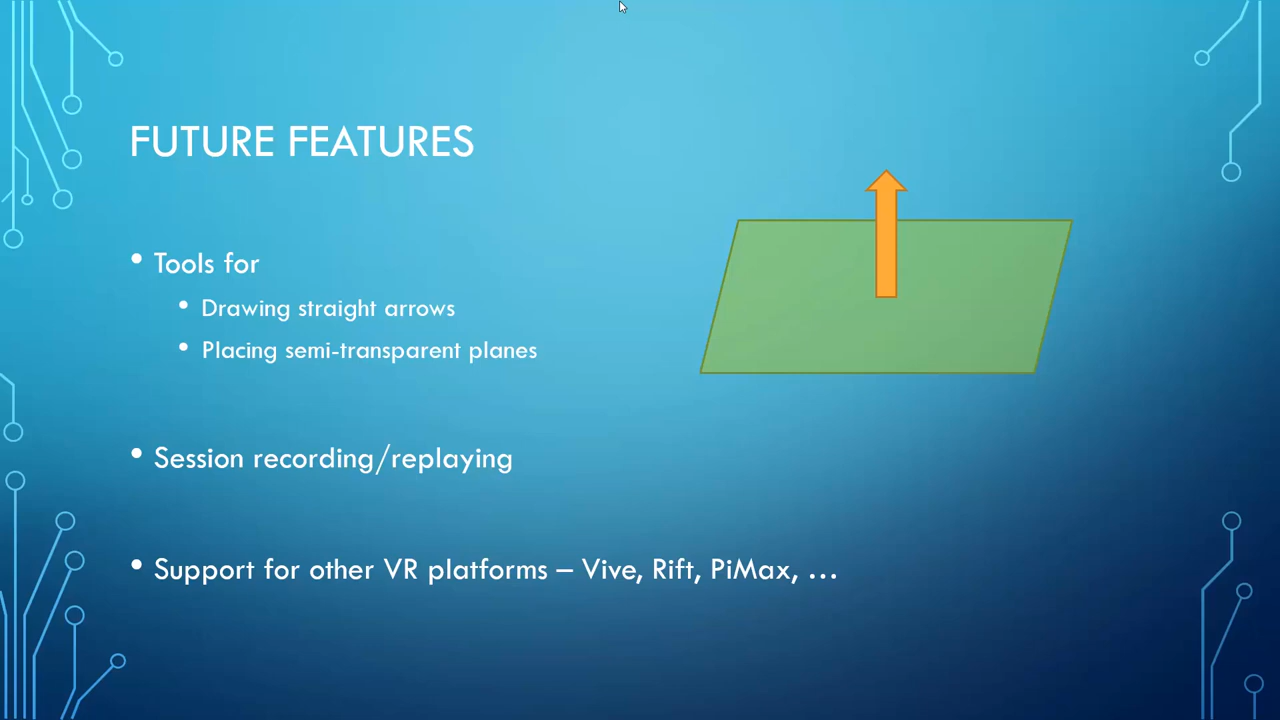 FUTURE FEATURES
• Tools for
• Drawing straight arrows
• Placing semi-transparent planes
• Session recording/replaying
• Support for other VR platforms – Vive, Rift, PiMax, …